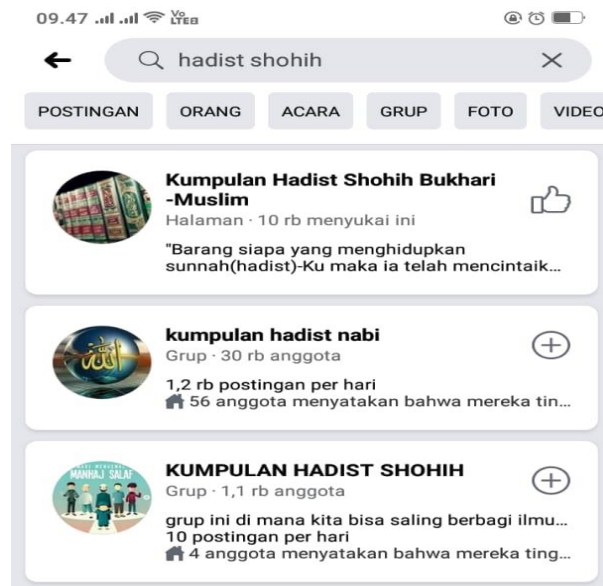 09.47 Vo LTEB
hadist shohih
POSTINGAN ORANG ACARA GRUP FOTO VIDEO
Kumpulan Hadist Shohih Bukhari
-Muslim
Halaman · 10 rb menyukai ini
"Barang siapa yang menghidupkan
sunnah(hadist)-Ku maka ia telah mencintaik...
kumpulan hadist nabi
Grup · 30 rb anggota
1,2 rb postingan per hari
56 anggota menyatakan bahwa mereka tin...
الله
MANHAJ SALAF
KUMPULAN HADIST SHOHIH
Grup · 1,1 rb anggota
grup ini di mana kita bisa saling berbagi ilmu...
10 postingan per hari
4 anggota menyatakan bahwa mereka ting...